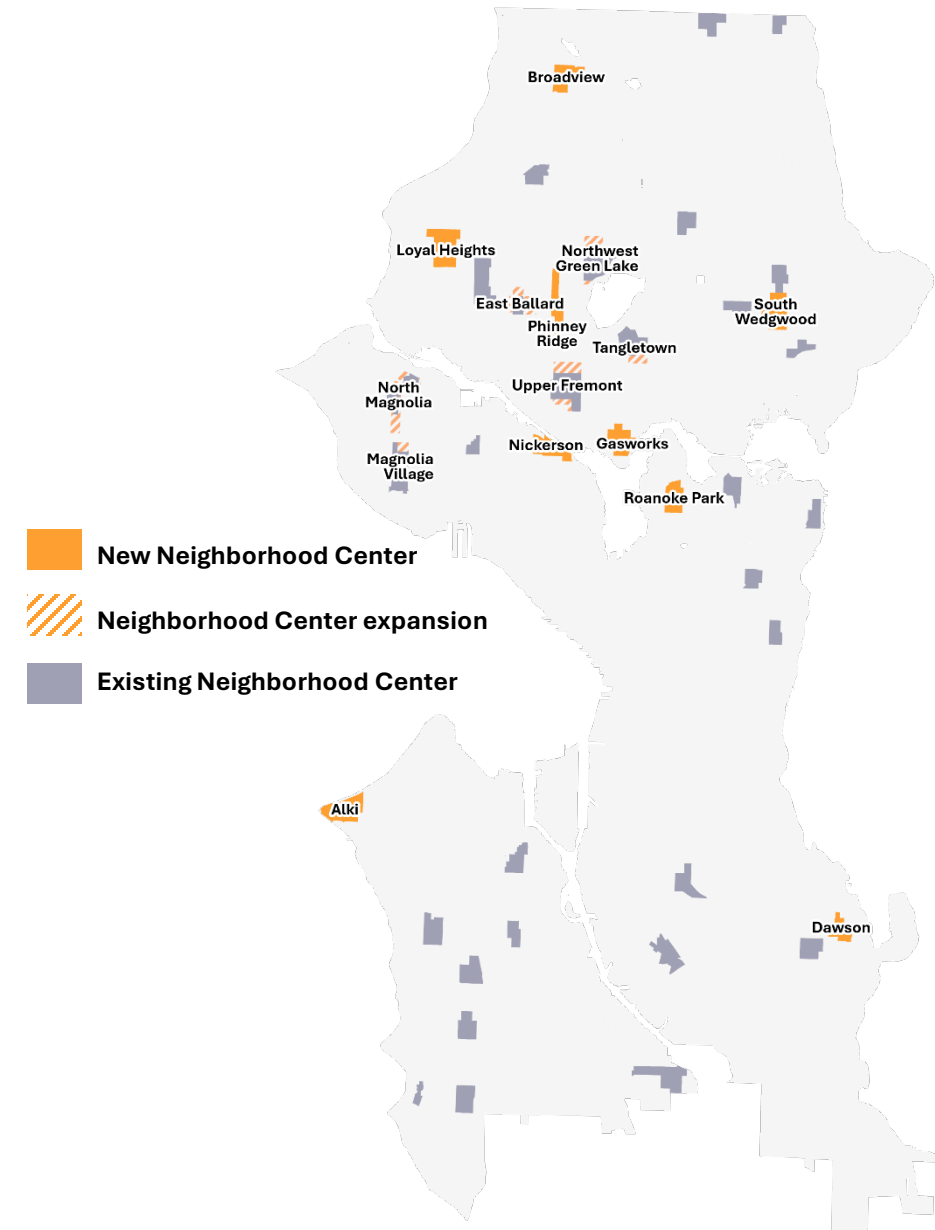 Broadview
Loyal Heights
Northwest
Green Lake
East Ballard
South
Wedgwood
Phinney
Ridge
Tangletown
North
Magnolia
Upper Fremont
Nickerson
Gasworks
Magnolia
Village
Roanoke Park
New Neighborhood Center
Neighborhood Center expansion
Existing Neighborhood Center
Alki
Dawson